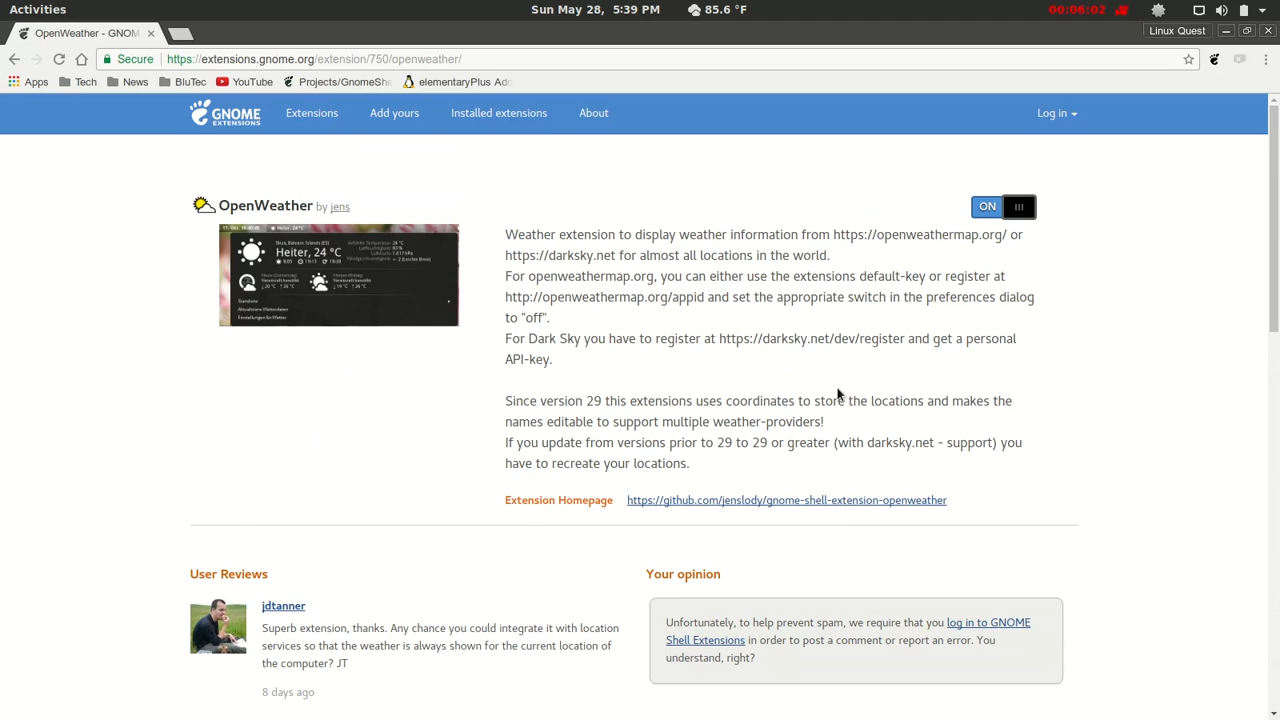 Activities
Sun May 28, 5:39 PM
85.6 °F
00:06:02
OpenWeather - GNOM
Linux Quest
Secure
https://extensions.gnome.org/extension/750/openweather/
Apps
Tech
News
BluTec
YouTube
Projects/GnomeShe
elementaryPlus Ado
GNOME
EXTENSIONS
Extensions
Add yours
Installed extensions
About
Log in
OpenWeather by jens
ON
Heiter, 24 °C
Weather extension to display weather information from https://openweathermap.org/ or
https://darksky.net for almost all locations in the world.
For openweathermap.org, you can either use the extensions default-key or register at
http://openweathermap.org/appid and set the appropriate switch in the preferences dialog
to "off".
For Dark Sky you have to register at https://darksky.net/dev/register and get a personal
API-key.
Since version 29 this extensions uses coordinates to store the locations and makes the
names editable to support multiple weather-providers!
If you update from versions prior to 29 to 29 or greater (with darksky.net - support) you
have to recreate your locations.
Extension Homepage
https://github.com/jenslody/gnome-shell-extension-openweather
User Reviews
jdtanner
Superb extension, thanks. Any chance you could integrate it with location
services so that the weather is always shown for the current location of
the computer? JT
8 days ago
Your opinion
Unfortunately, to help prevent spam, we require that you log in to GNOME
Shell Extensions in order to post a comment or report an error. You
understand, right?